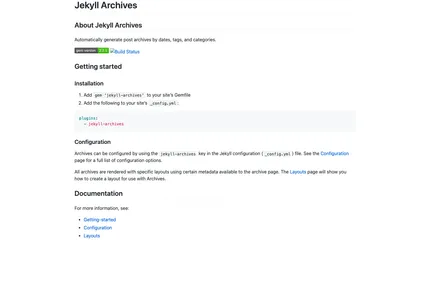 Jekyll Archives
About Jekyll Archives
Automatically generate post archives by dates, tags, and categories.
gem version Build Status
Getting started
Installation
1. Add gem 'jekyll-archives' to your site's Gemfile
2. Add the following to your site's _config.yml:
plugins:
- jekyll-archives
Configuration
Archives can be configured by using the jekyll-archives key in the Jekyll configuration (_config.yml) file. See the Configuration
page for a full list of configuration options.
All archives are rendered with specific layouts using certain metadata available to the archive page. The Layouts page will show you
how to create a layout for use with Archives.
Documentation
For more information, see:
• Getting-started
• Configuration
• Layouts